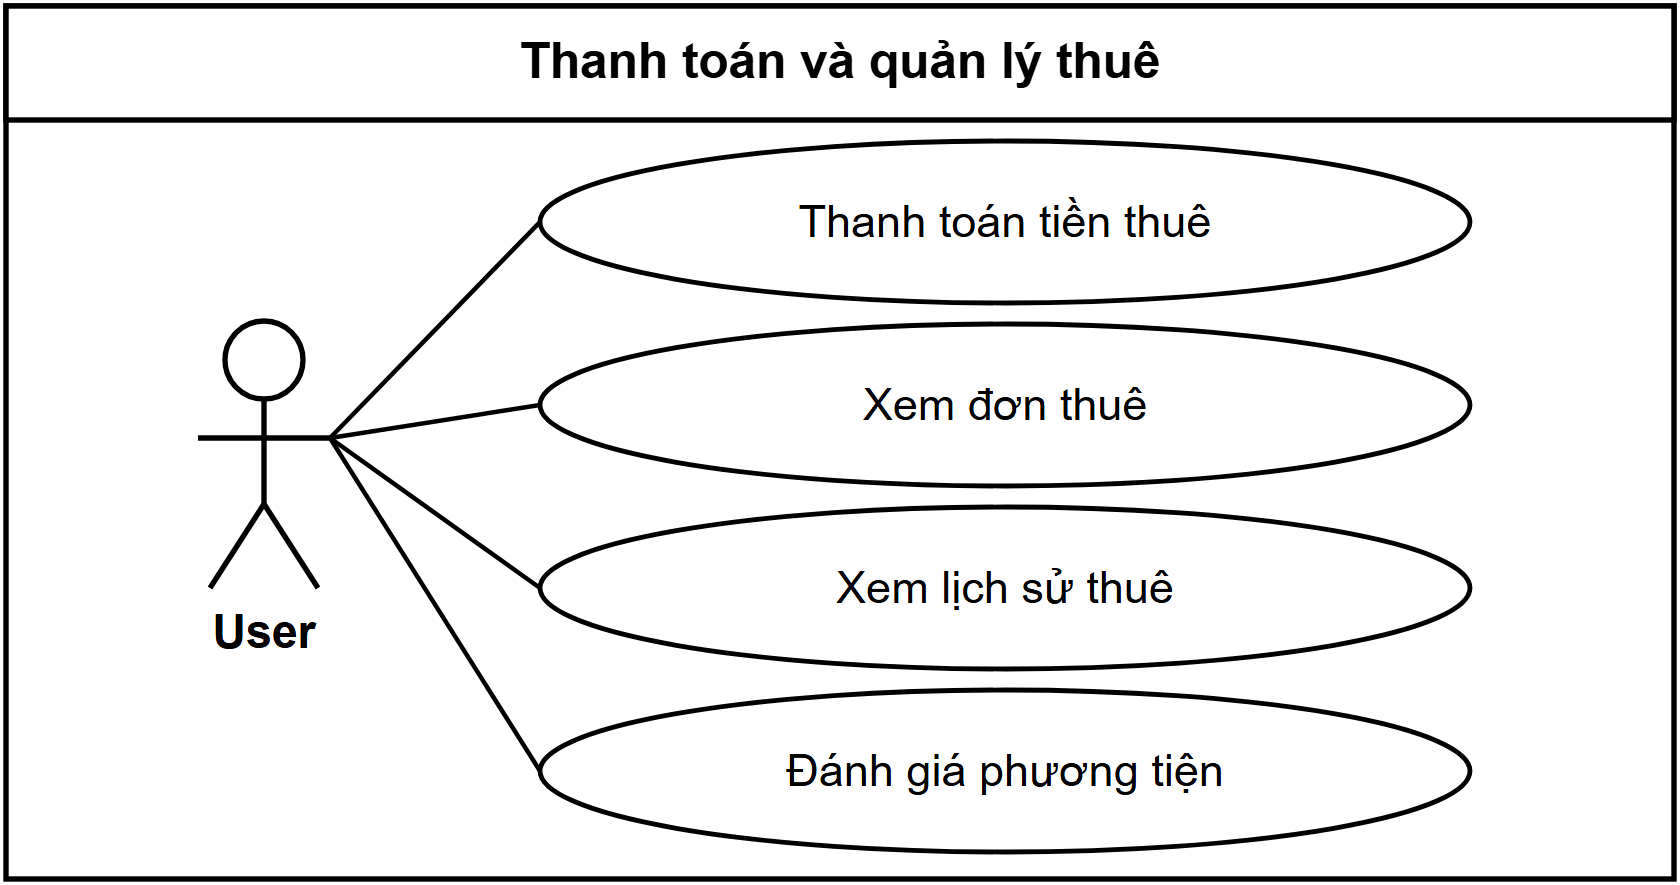 Thanh toán và quản lý thuê
Thanh toán tiền thuê
Xem đơn thuê
Xem lịch sử thuê
User
Đánh giá phương tiện